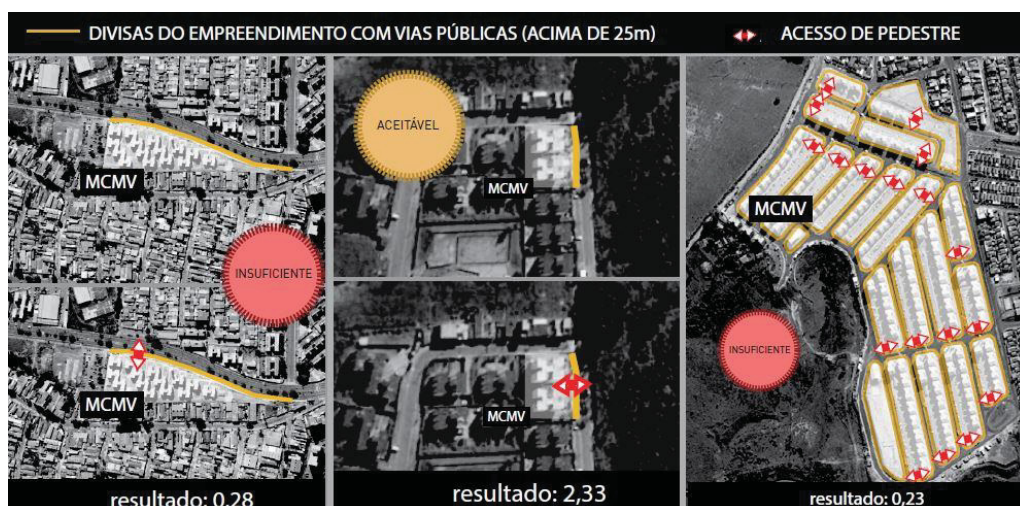 DIVISAS DO EMPREENDIMENTO COM VIAS PÚBLICAS (ACIMA DE 25m)
ACESSO DE PEDESTRE
MCMV
INSUFICIENTE
MCMV
resultado: 0,28
ACEITÁVEL
MCMV
MCMV
resultado: 2,33
MCMV
INSUFICIENTE
resultado: 0,23